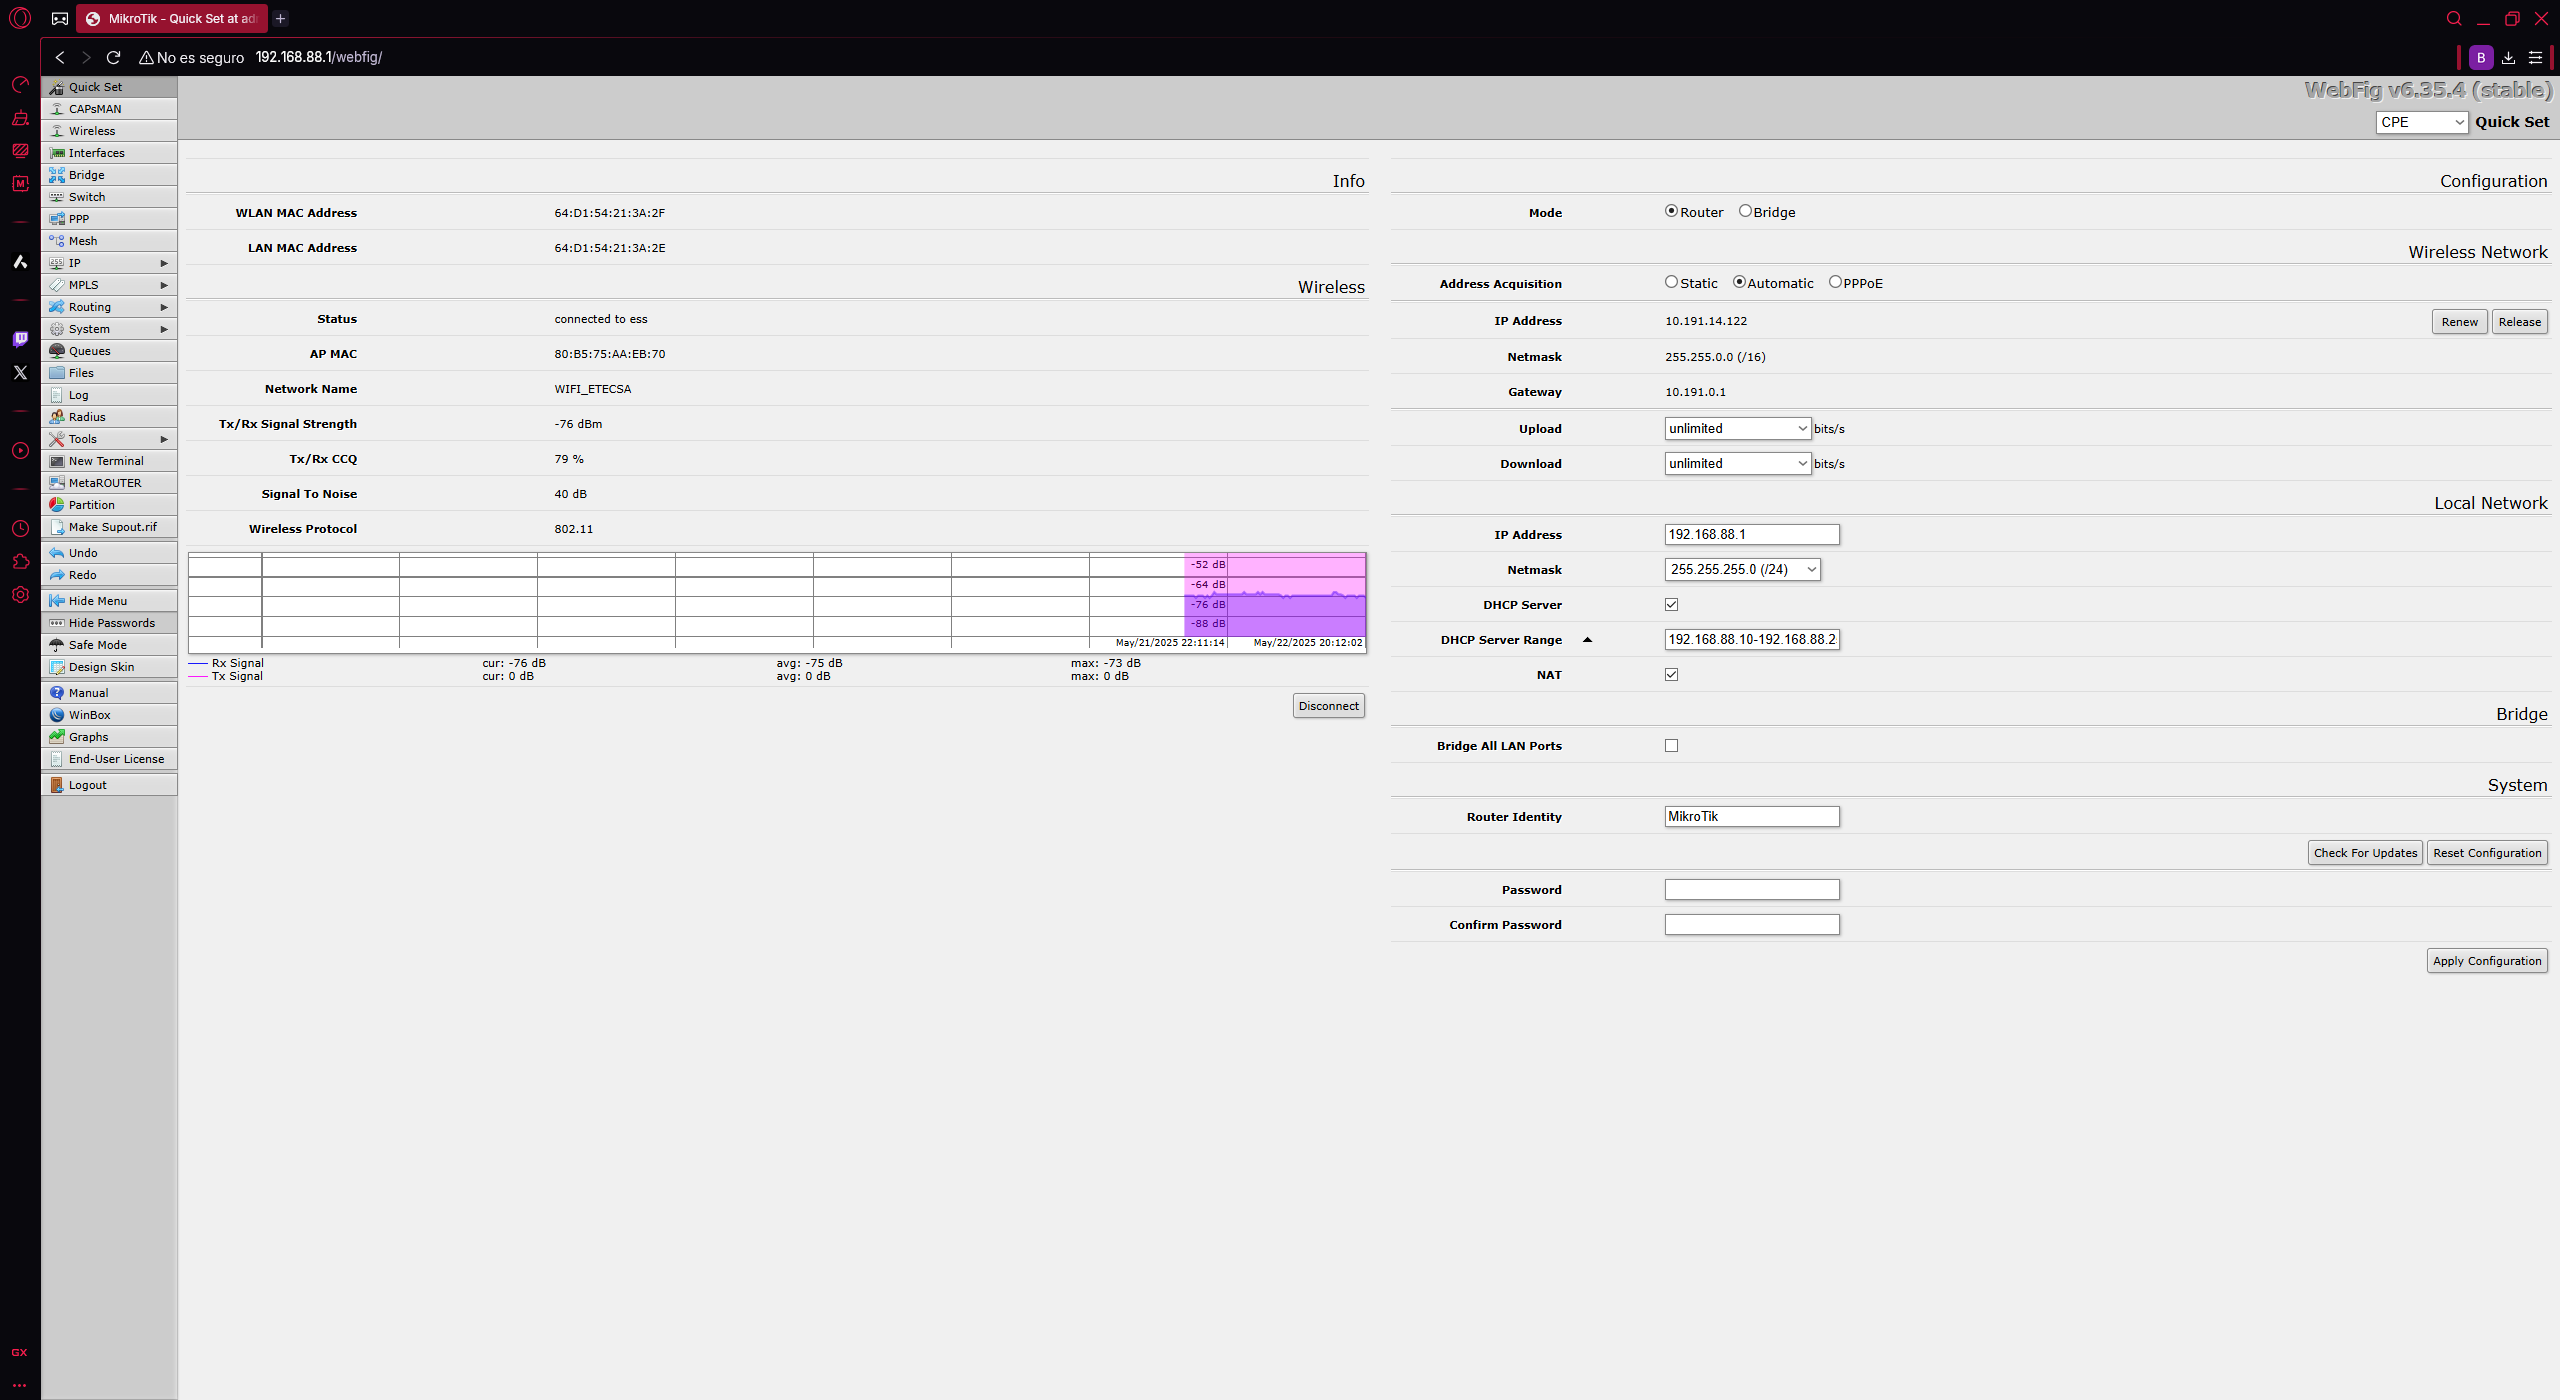 MikroTik - Quick Set at ad
No es seguro 192.168.88.1/webfig/
B
WebFig v6.35.4 (stable)
CPE Quick Set
Quick Set
CAPsMAN
Wireless
Interfaces
Bridge
Switch
PPP
Mesh
IP
MPLS
Routing
System
Queues
Files
Log
Radius
Tools
New Terminal
MetaROUTER
Partition
Make Supout.rif
Undo
Redo
Hide Menu
Hide Passwords
Safe Mode
Design Skin
Manual
WinBox
Graphs
End-User License
Logout
GX
Info
WLAN MAC Address 64:D1:54:21:3A:2F
LAN MAC Address 64:D1:54:21:3A:2E
Wireless
Status connected to ess
AP MAC 80:B5:75:AA:EB:70
Network Name WIFI_ETECSA
Tx/Rx Signal Strength -76 dBm
Tx/Rx CCQ 79 %
Signal To Noise 40 dB
Wireless Protocol 802.11
-52 dB
-64 dB
-76 dB
-88 dB
May/21/2025 22:11:14 May/22/2025 20:12:02
Rx Signal cur: -76 dB avg: -75 dB max: -73 dB
Tx Signal cur: 0 dB avg: 0 dB max: 0 dB
Disconnect
Configuration
Mode Router Bridge
Wireless Network
Address Acquisition Static Automatic PPPoE
IP Address 10.191.14.122 Renew Release
Netmask 255.255.0.0 (/16)
Gateway 10.191.0.1
Upload unlimited bits/s
Download unlimited bits/s
Local Network
IP Address 192.168.88.1
Netmask 255.255.255.0 (/24)
DHCP Server
DHCP Server Range 192.168.88.10-192.168.88.2
NAT
Bridge
Bridge All LAN Ports
System
Router Identity MikroTik
Check For Updates Reset Configuration
Password
Confirm Password
Apply Configuration